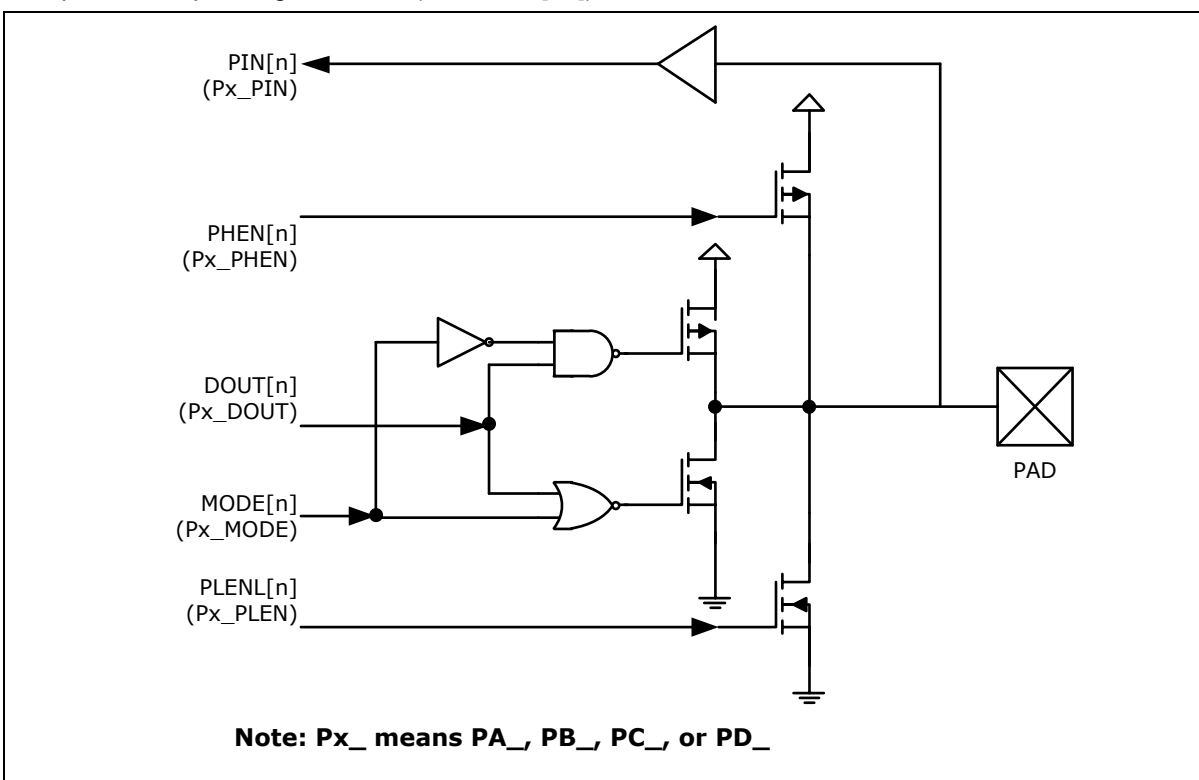 PIN[n]
(Px_PIN)
PHEN[n]
(Px_PHEN)
DOUT[n]
(Px_DOUT)
PAD
MODE[n]
(Px_MODE)
PLENL[n]
(Px_PLEN)
Note: Px_ means PA_, PB_, PC_, or PD_